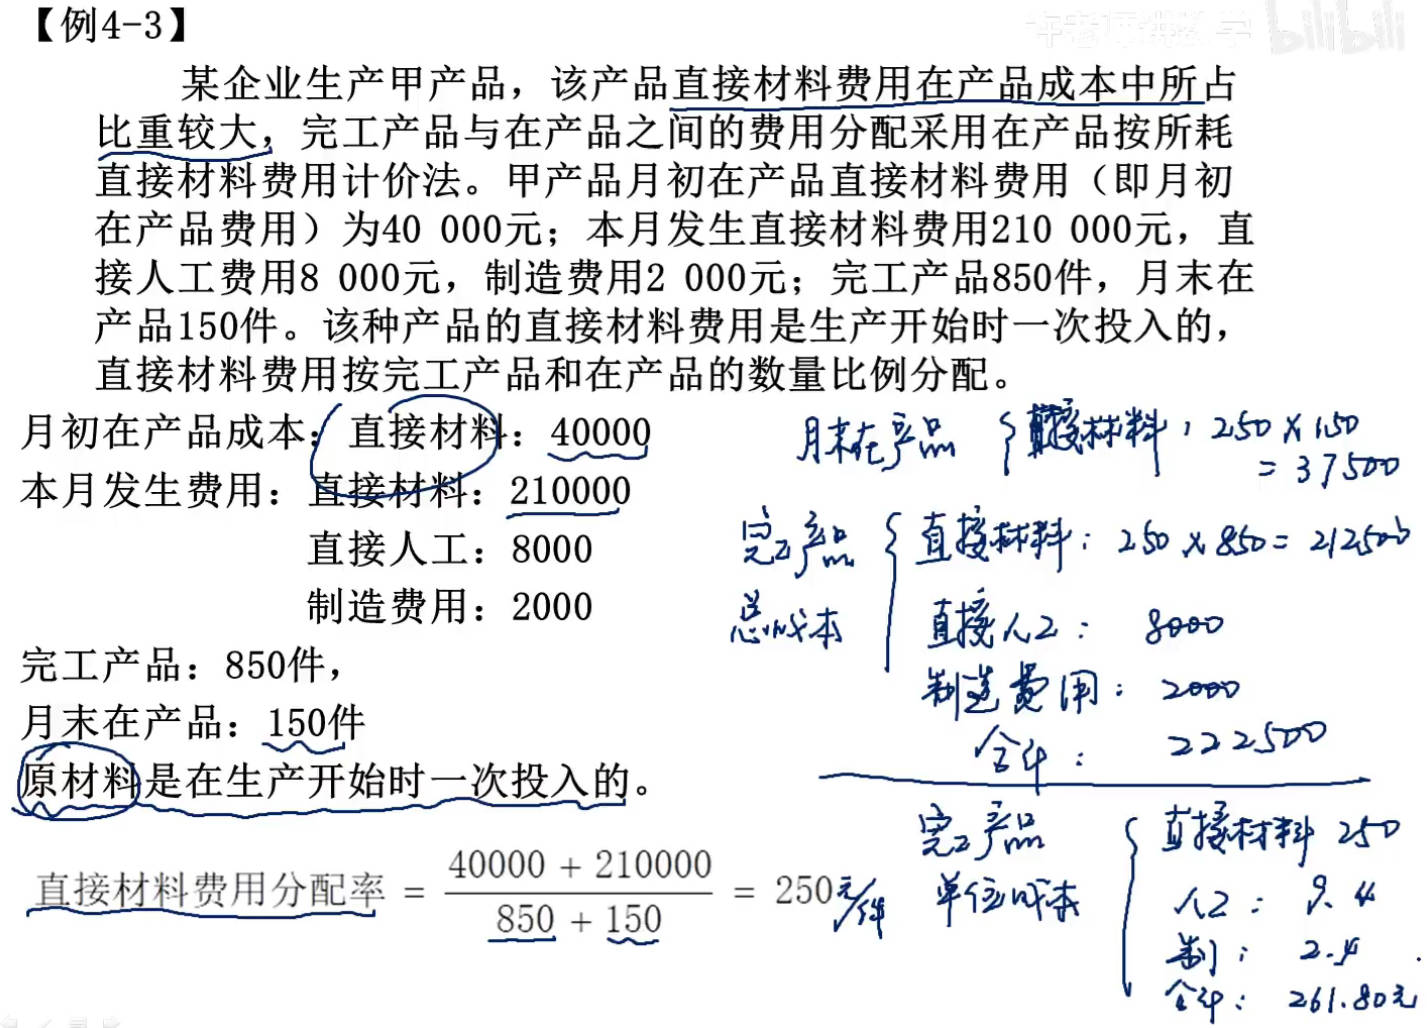 【例4-3】
bilibili
某企业生产甲产品，该产品直接材料费用在产品成本中所占
比重较大，完工产品与在产品之间的费用分配采用在产品按所耗
直接材料费用计价法。甲产品月初在产品直接材料费用（即月初
在产品费用）为40 000元；本月发生直接材料费用210 000元，直
接人工费用8 000元，制造费用2 000元；完工产品850件，月末在
产品150件。该种产品的直接材料费用是生产开始时一次投入的，
直接材料费用按完工产品和在产品的数量比例分配。
月初在产品成本：直接材料：40000
本月发生费用：直接材料：210000
直接人工：8000
制造费用：2000
完工产品：850件，
月末在产品：150件
原材料是在生产开始时一次投入的。
直接材料费用分配率 = (40000 + 210000) / (850 + 150) = 250元/件
月末在产品 { 直接材料：250×150
= 37500
完工产品 { 直接材料：250×850=212500
总成本 直接人工：8000
制造费用：2000
合计：222500
完工产品 { 直接材料 250
单位成本 人工：9.4
制：2.4
合计：261.80元